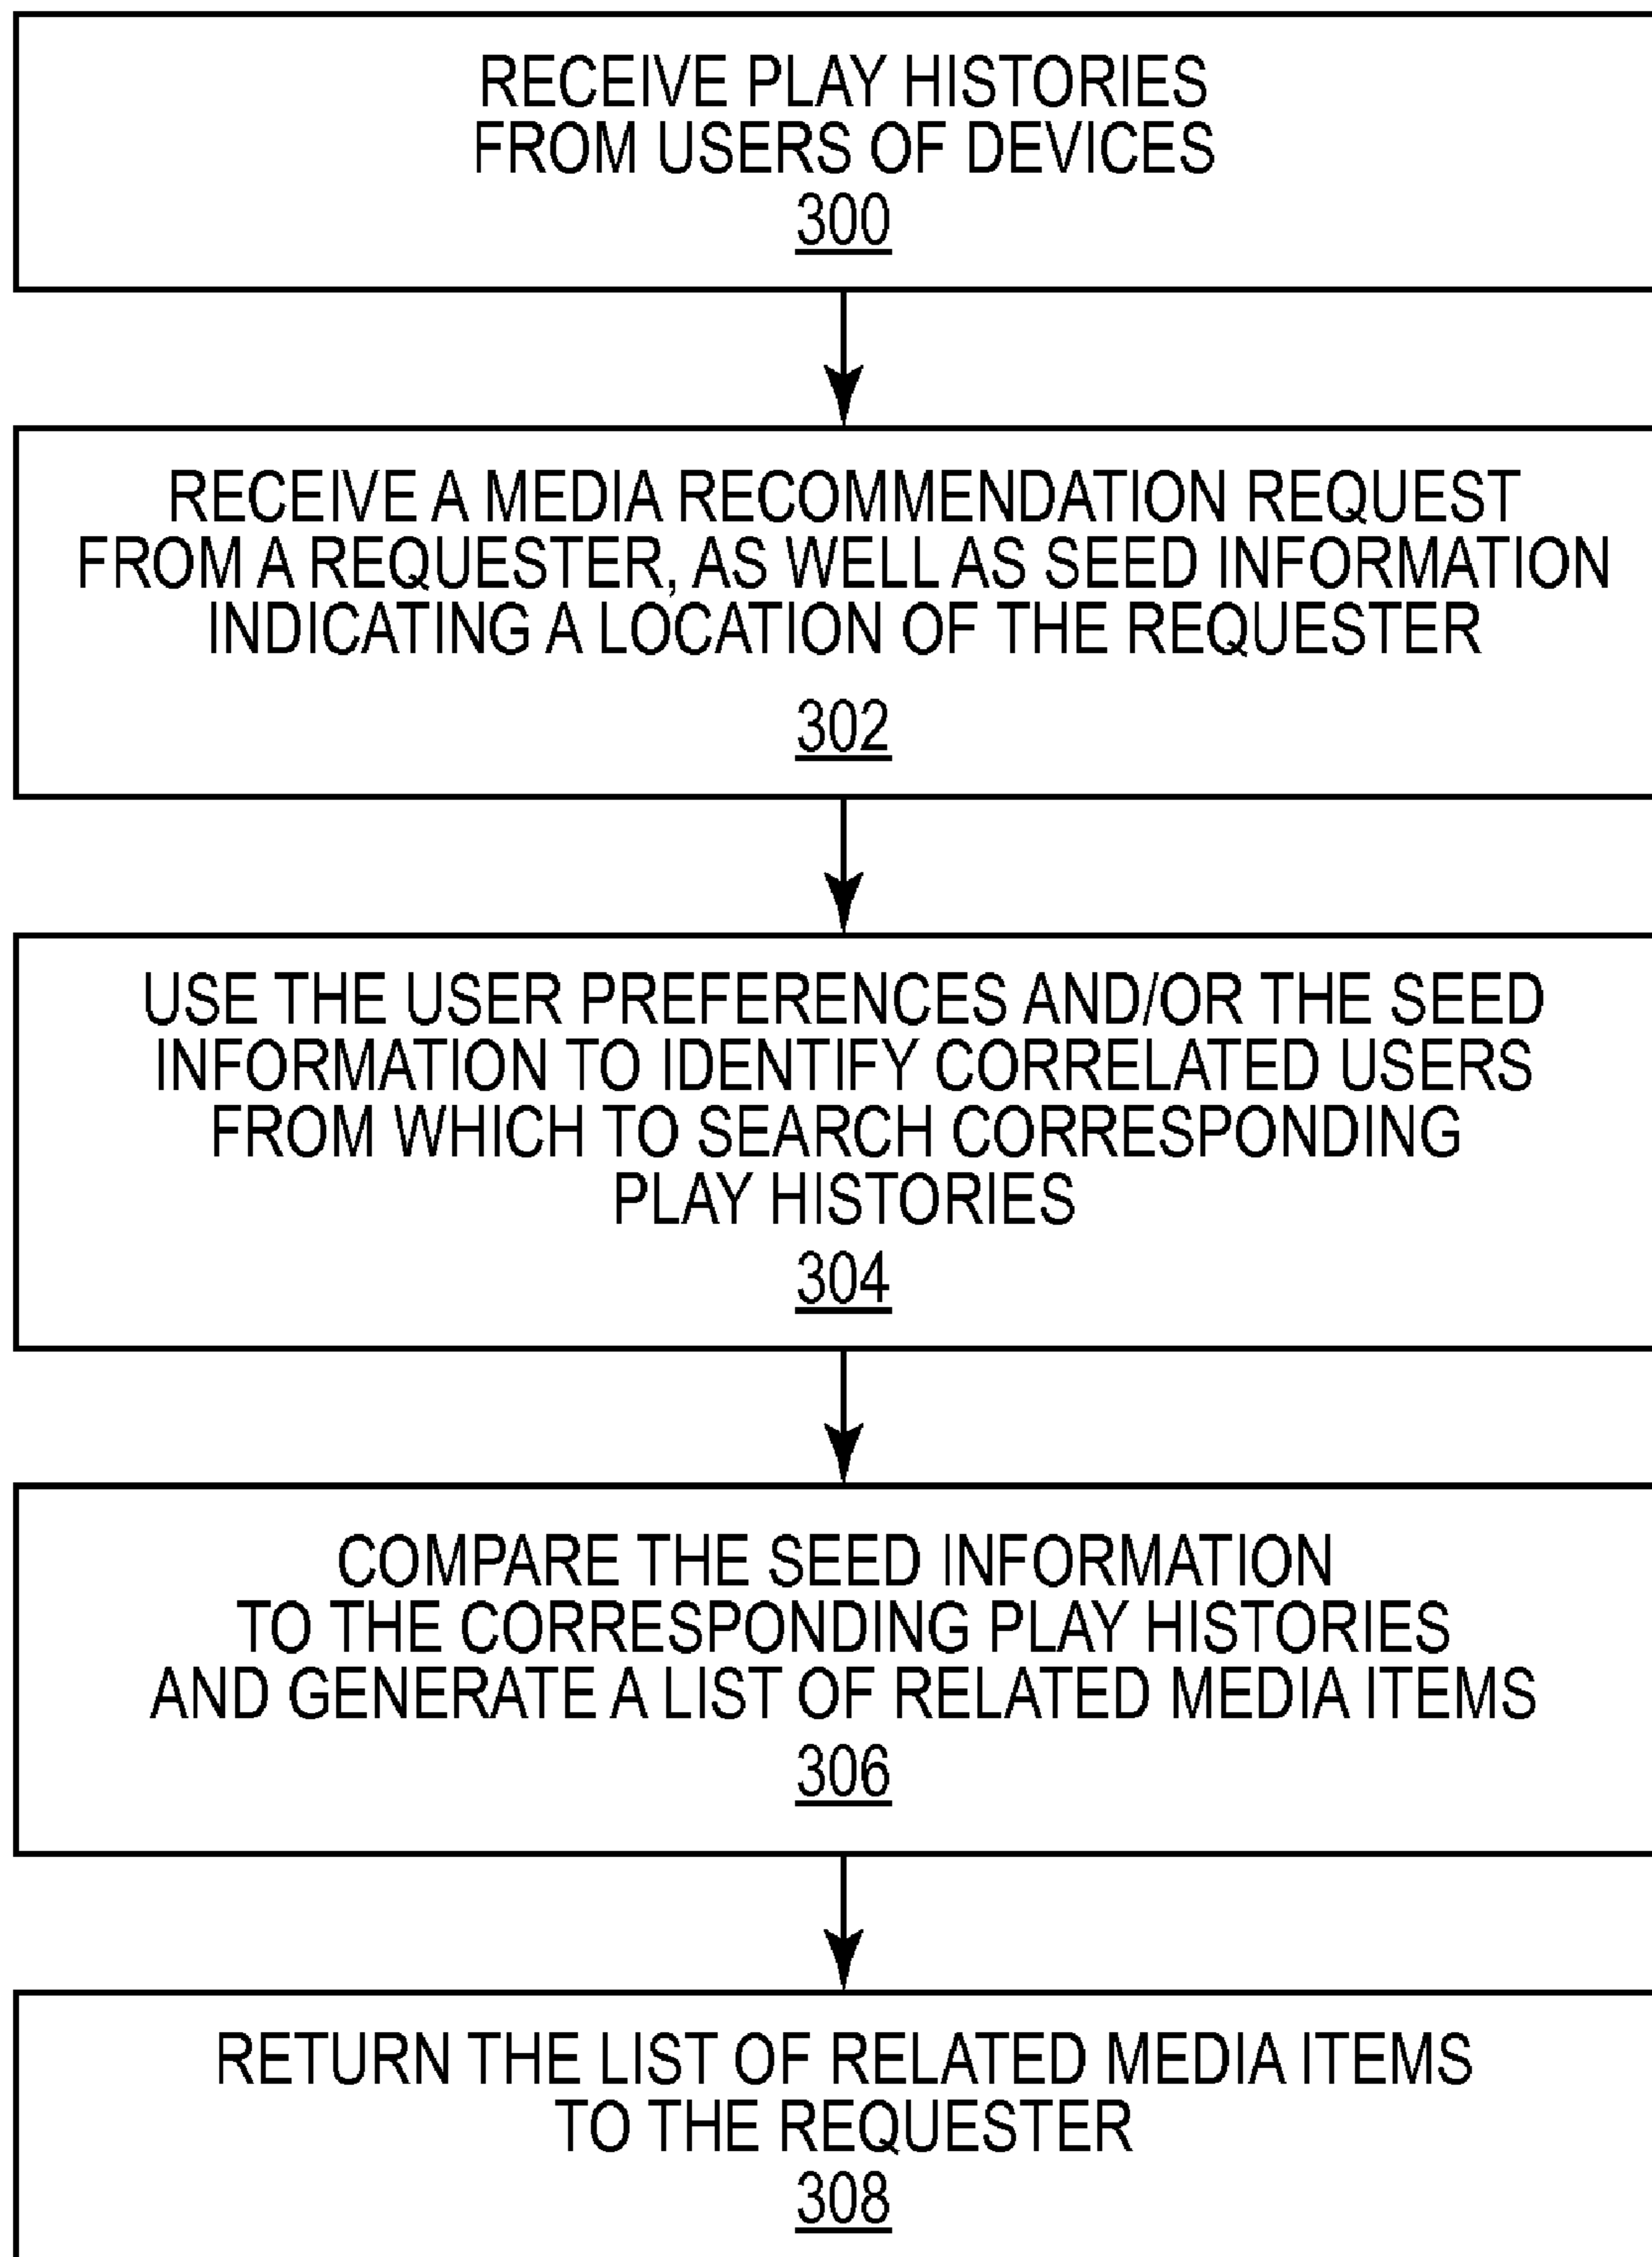 RECEIVE PLAY HISTORIES
FROM USERS OF DEVICES
300
RECEIVE A MEDIA RECOMMENDATION REQUEST
FROM A REQUESTER, AS WELL AS SEED INFORMATION
INDICATING A LOCATION OF THE REQUESTER
302
USE THE USER PREFERENCES AND/OR THE SEED
INFORMATION TO IDENTIFY CORRELATED USERS
FROM WHICH TO SEARCH CORRESPONDING
PLAY HISTORIES
304
COMPARE THE SEED INFORMATION
TO THE CORRESPONDING PLAY HISTORIES
AND GENERATE A LIST OF RELATED MEDIA ITEMS
306
RETURN THE LIST OF RELATED MEDIA ITEMS
TO THE REQUESTER
308